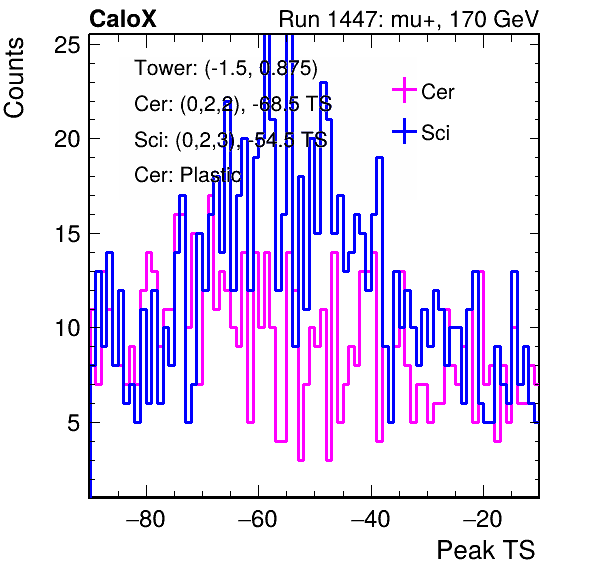 CaloX Run 1447: mu+, 170 GeV
Counts
25
20
15
10
5
Tower: (-1.5, 0.875)
Cer: (0,2,2), -68.5 TS
Sci: (0,2,3), -54.5 TS
Cer: Plastic
Cer
Sci
−80 −60 −40 −20
Peak TS